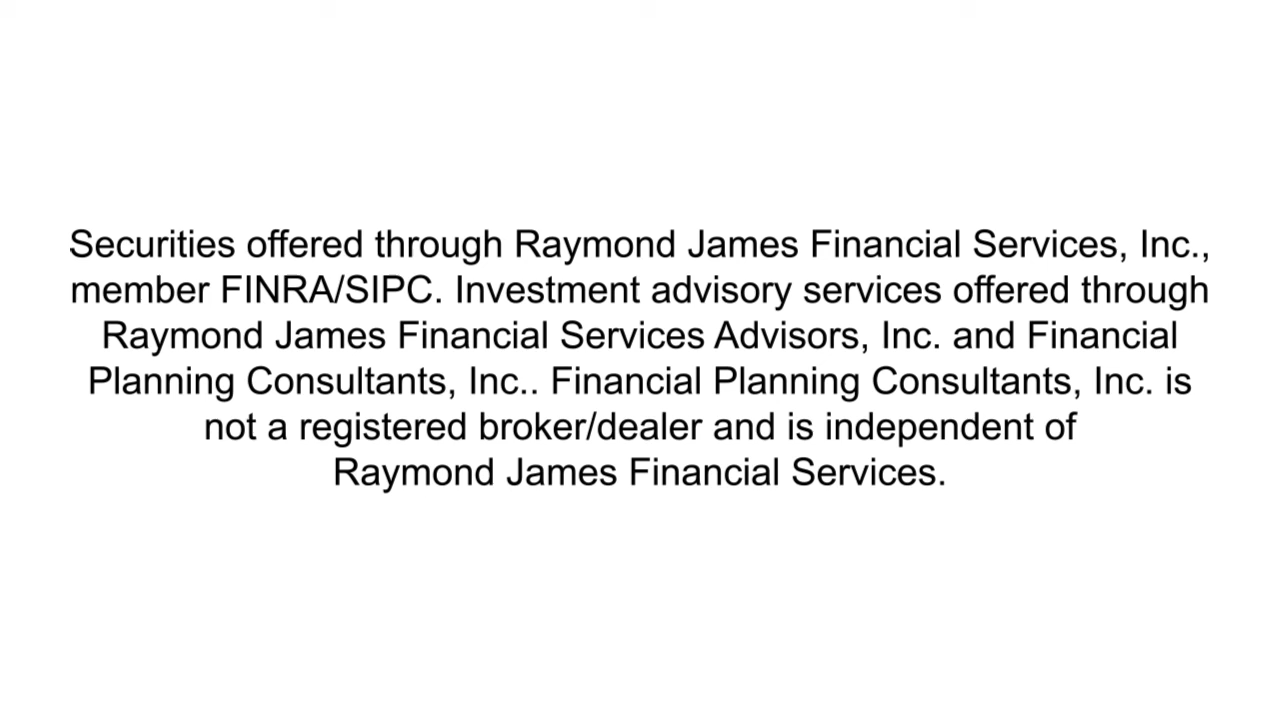 Securities offered through Raymond James Financial Services, Inc.,
member FINRA/SIPC. Investment advisory services offered through
Raymond James Financial Services Advisors, Inc. and Financial
Planning Consultants, Inc.. Financial Planning Consultants, Inc. is
not a registered broker/dealer and is independent of
Raymond James Financial Services.